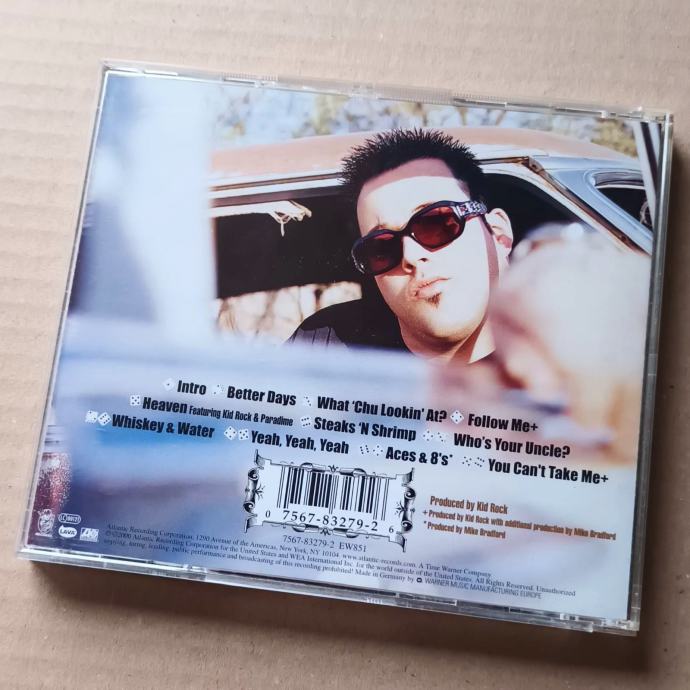 Intro Better Days What 'Chu Lookin' At? Follow Me+
Heaven Featuring Kid Rock & Paradime Steaks 'N Shrimp Who's Your Uncle?
Whiskey & Water Yeah, Yeah, Yeah Aces & 8's* You Can't Take Me+
0 7567-83279-2 6
7567-83279-2 EW851
Produced by Kid Rock
+ Produced by Kid Rock with additional production by Mike Bradford
* Produced by Mike Bradford
LAVA
Atlantic Recording Corporation, 1290 Avenue of the Americas, New York, NY 10104. www.atlantic-records.com. A Time Warner Company.
Ⓟ©2000 Atlantic Recording Corporation for the United States and WEA International Inc. for the world outside of the United States. All Rights Reserved. Unauthorized
copying, hiring, lending, public performance and broadcasting of this recording prohibited! Made in Germany by WARNER MUSIC MANUFACTURING EUROPE